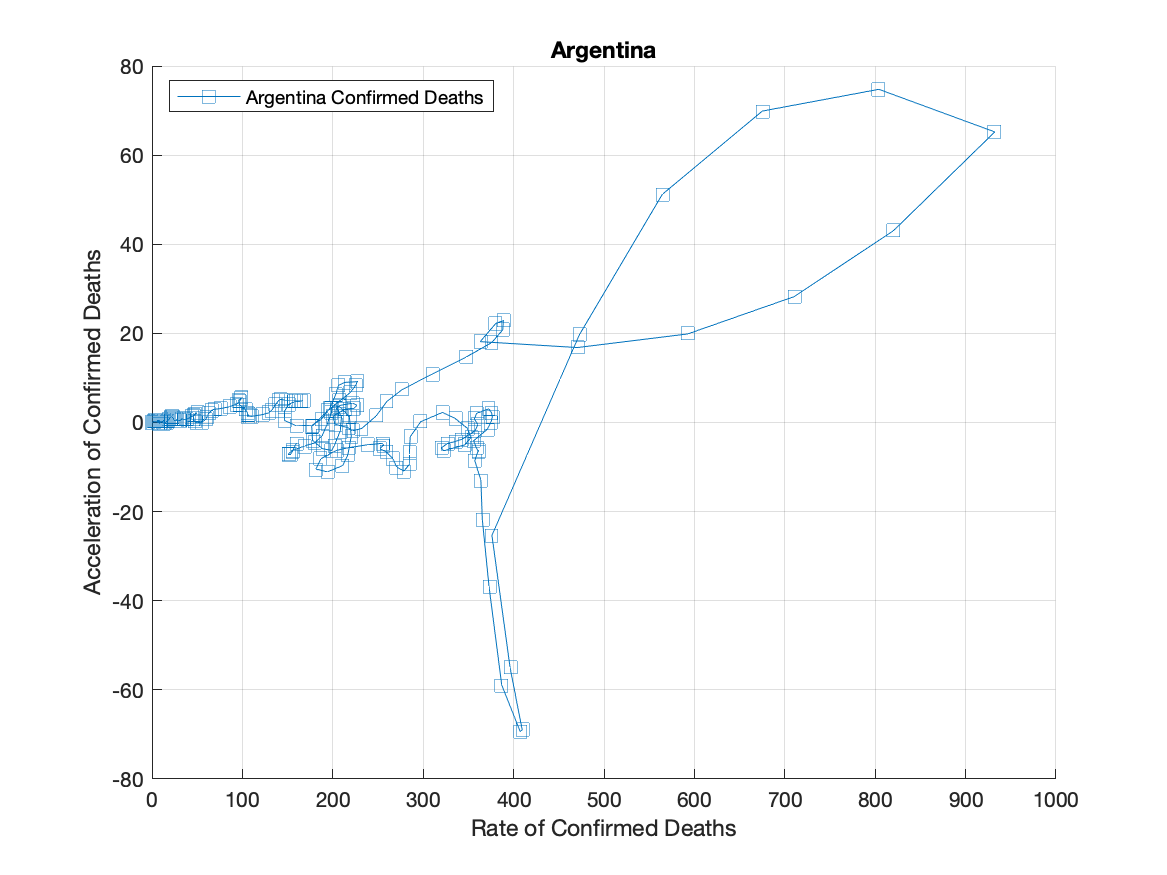 Argentina
Argentina Confirmed Deaths
80
60
40
20
0
-20
-40
-60
-80
Acceleration of Confirmed Deaths
0 100 200 300 400 500 600 700 800 900 1000
Rate of Confirmed Deaths